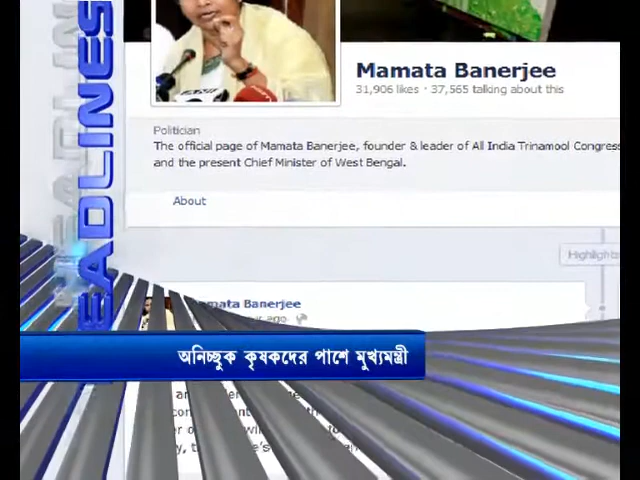 HEADLINES
Mamata Banerjee
31,906 likes · 37,565 talking about this
Politician
The official page of Mamata Banerjee, founder & leader of All India Trinamool Congress
and the present Chief Minister of West Bengal.
About
Highlights
Mamata Banerjee
ago
অনিচ্ছুক কৃষকদের পাশে মুখ্যমন্ত্রী